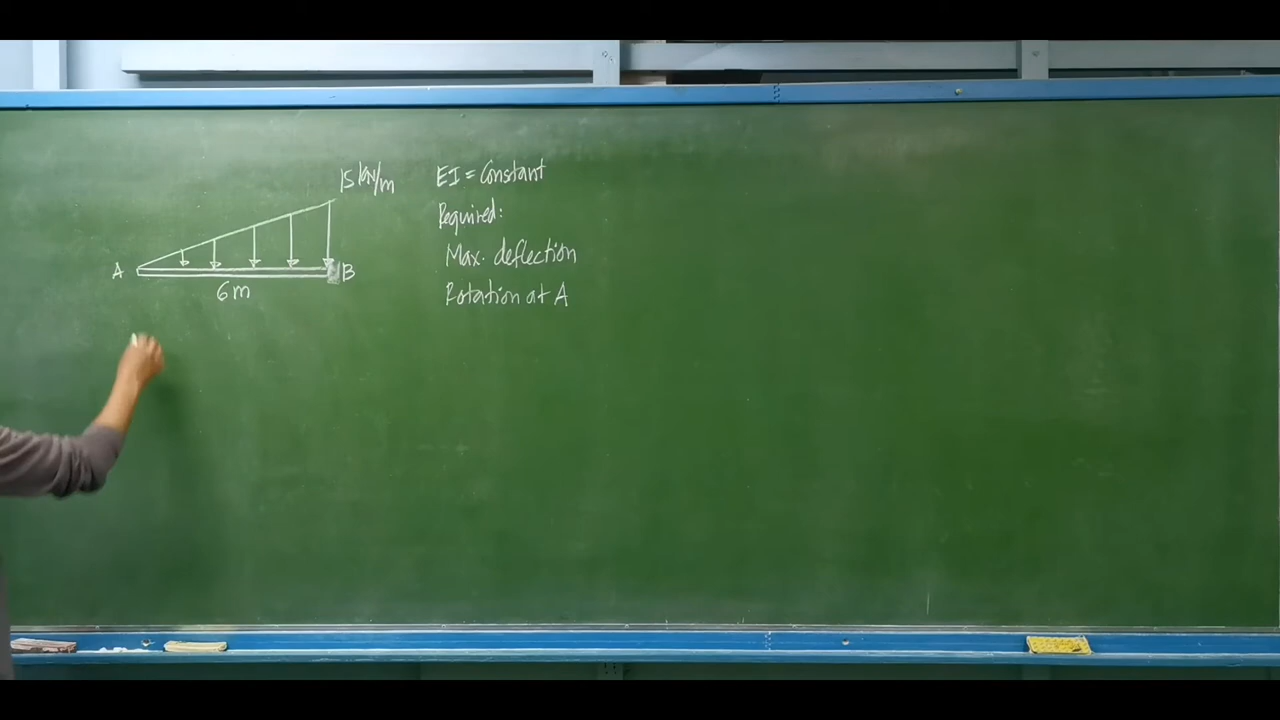 15 kN/m
A
B
6 m
EI = Constant
Required:
Max. deflection
Rotation at A